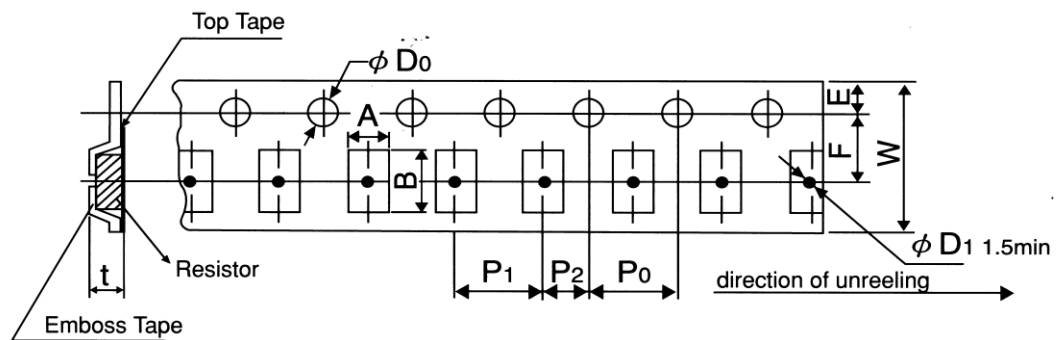 Top Tape
φ D0
A
B
E
F
W
t
Resistor
Emboss Tape
P1
P2
P0
φ D1 1.5min
direction of unreeling